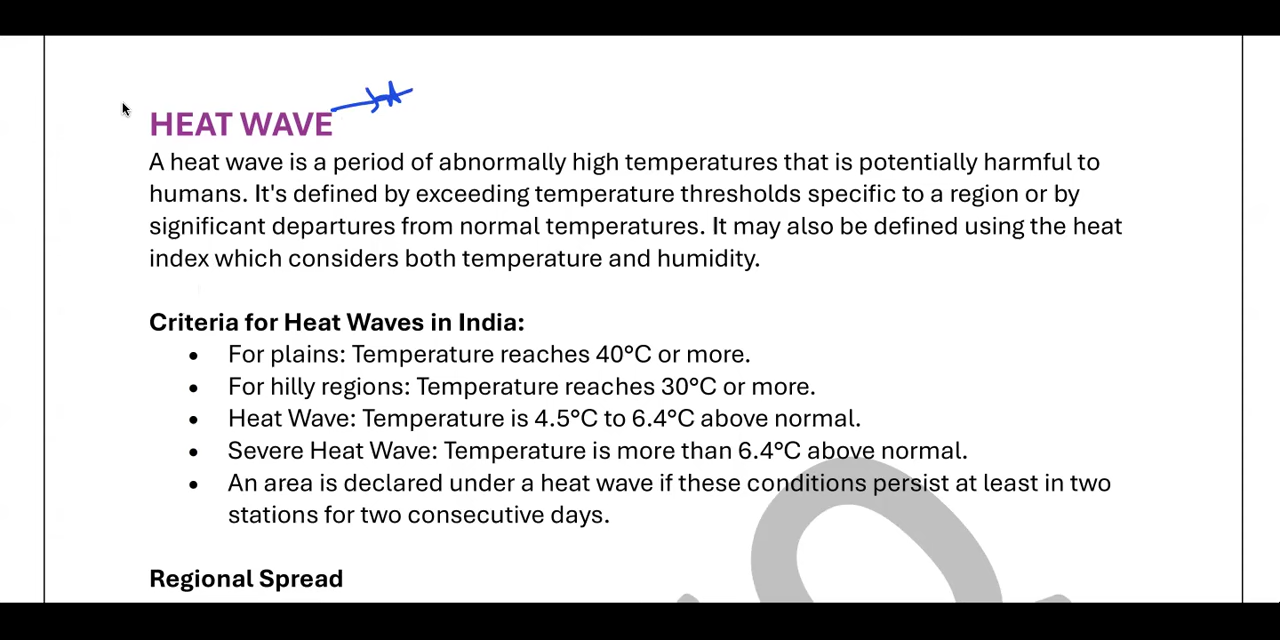 HEAT WAVE
A heat wave is a period of abnormally high temperatures that is potentially harmful to
humans. It's defined by exceeding temperature thresholds specific to a region or by
significant departures from normal temperatures. It may also be defined using the heat
index which considers both temperature and humidity.
Criteria for Heat Waves in India:
• For plains: Temperature reaches 40°C or more.
• For hilly regions: Temperature reaches 30°C or more.
• Heat Wave: Temperature is 4.5°C to 6.4°C above normal.
• Severe Heat Wave: Temperature is more than 6.4°C above normal.
• An area is declared under a heat wave if these conditions persist at least in two
stations for two consecutive days.
Regional Spread